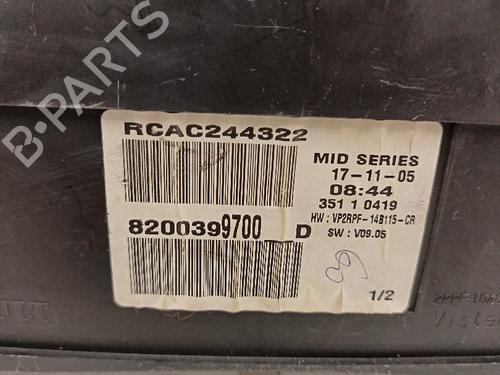 RCAC244322
MID SERIES
17-11-05
08:44
351 1 0419
HW : VP2RPF-14B115-CR
SW : V09.05
8200399700 D
1/2
B-PARTS